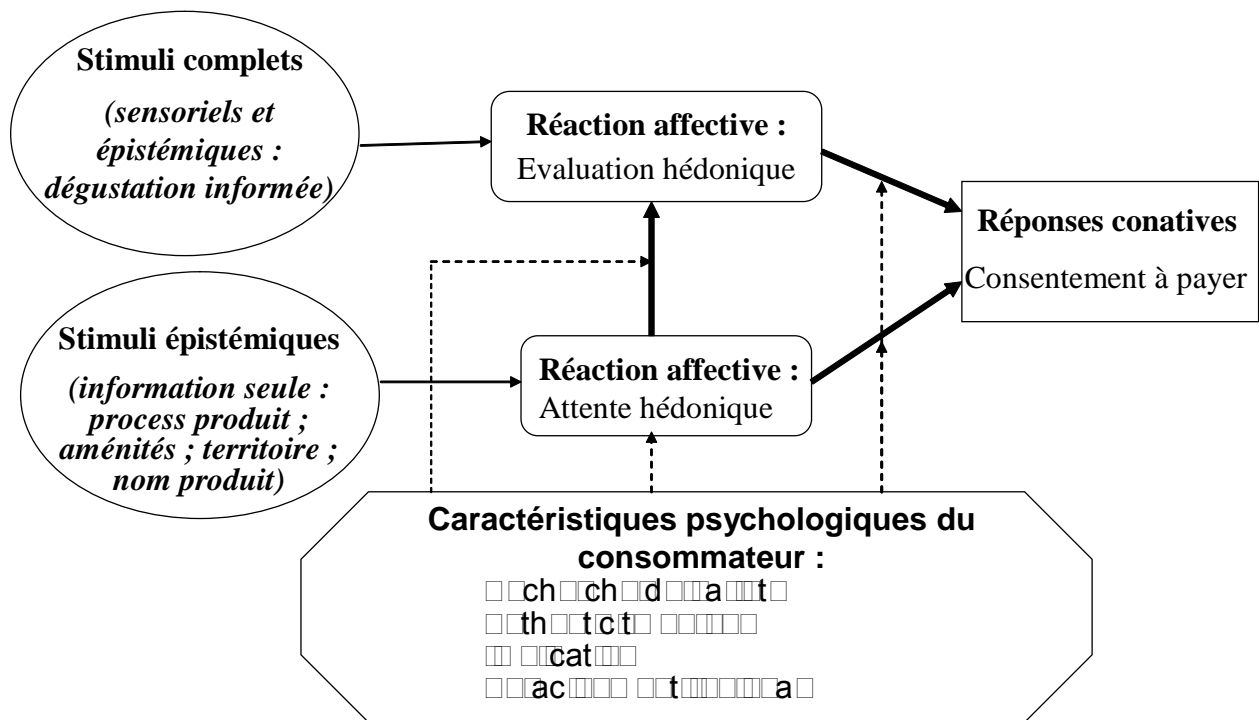 Stimuli complets
(sensoriels et
épistémiques :
dégustation informée)
Réaction affective :
Evaluation hédonique
Réponses conatives
Consentement à payer
Stimuli épistémiques
(information seule :
process produit ;
aménités ; territoire ;
nom produit)
Réaction affective :
Attente hédonique
Caractéristiques psychologiques du
consommateur :